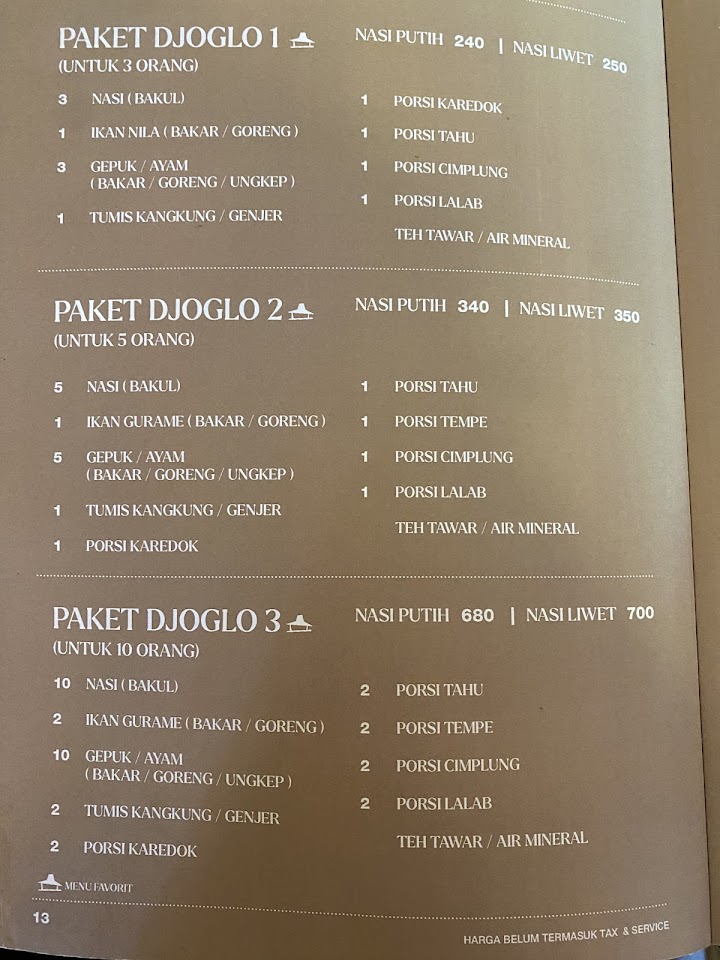 PAKET DJOGLO 1
NASI PUTIH 240 | NASI LIWET 250
(UNTUK 3 ORANG)
3 NASI ( BAKUL)
1 IKAN NILA ( BAKAR / GORENG )
3 GEPUK / AYAM
( BAKAR / GORENG / UNGKEP )
1 TUMIS KANGKUNG / GENJER
1 PORSI KAREDOK
1 PORSI TAHU
1 PORSI CIMPLUNG
1 PORSI LALAB
TEH TAWAR / AIR MINERAL
PAKET DJOGLO 2
NASI PUTIH 340 | NASI LIWET 350
(UNTUK 5 ORANG)
5 NASI ( BAKUL)
1 IKAN GURAME ( BAKAR / GORENG )
5 GEPUK / AYAM
( BAKAR / GORENG / UNGKEP )
1 TUMIS KANGKUNG / GENJER
1 PORSI KAREDOK
1 PORSI TAHU
1 PORSI TEMPE
1 PORSI CIMPLUNG
1 PORSI LALAB
TEH TAWAR / AIR MINERAL
PAKET DJOGLO 3
NASI PUTIH 680 | NASI LIWET 700
(UNTUK 10 ORANG)
10 NASI ( BAKUL)
2 IKAN GURAME ( BAKAR / GORENG )
10 GEPUK / AYAM
( BAKAR / GORENG / UNGKEP )
2 TUMIS KANGKUNG / GENJER
2 PORSI KAREDOK
2 PORSI TAHU
2 PORSI TEMPE
2 PORSI CIMPLUNG
2 PORSI LALAB
TEH TAWAR / AIR MINERAL
MENU FAVORIT
13
HARGA BELUM TERMASUK TAX & SERVICE